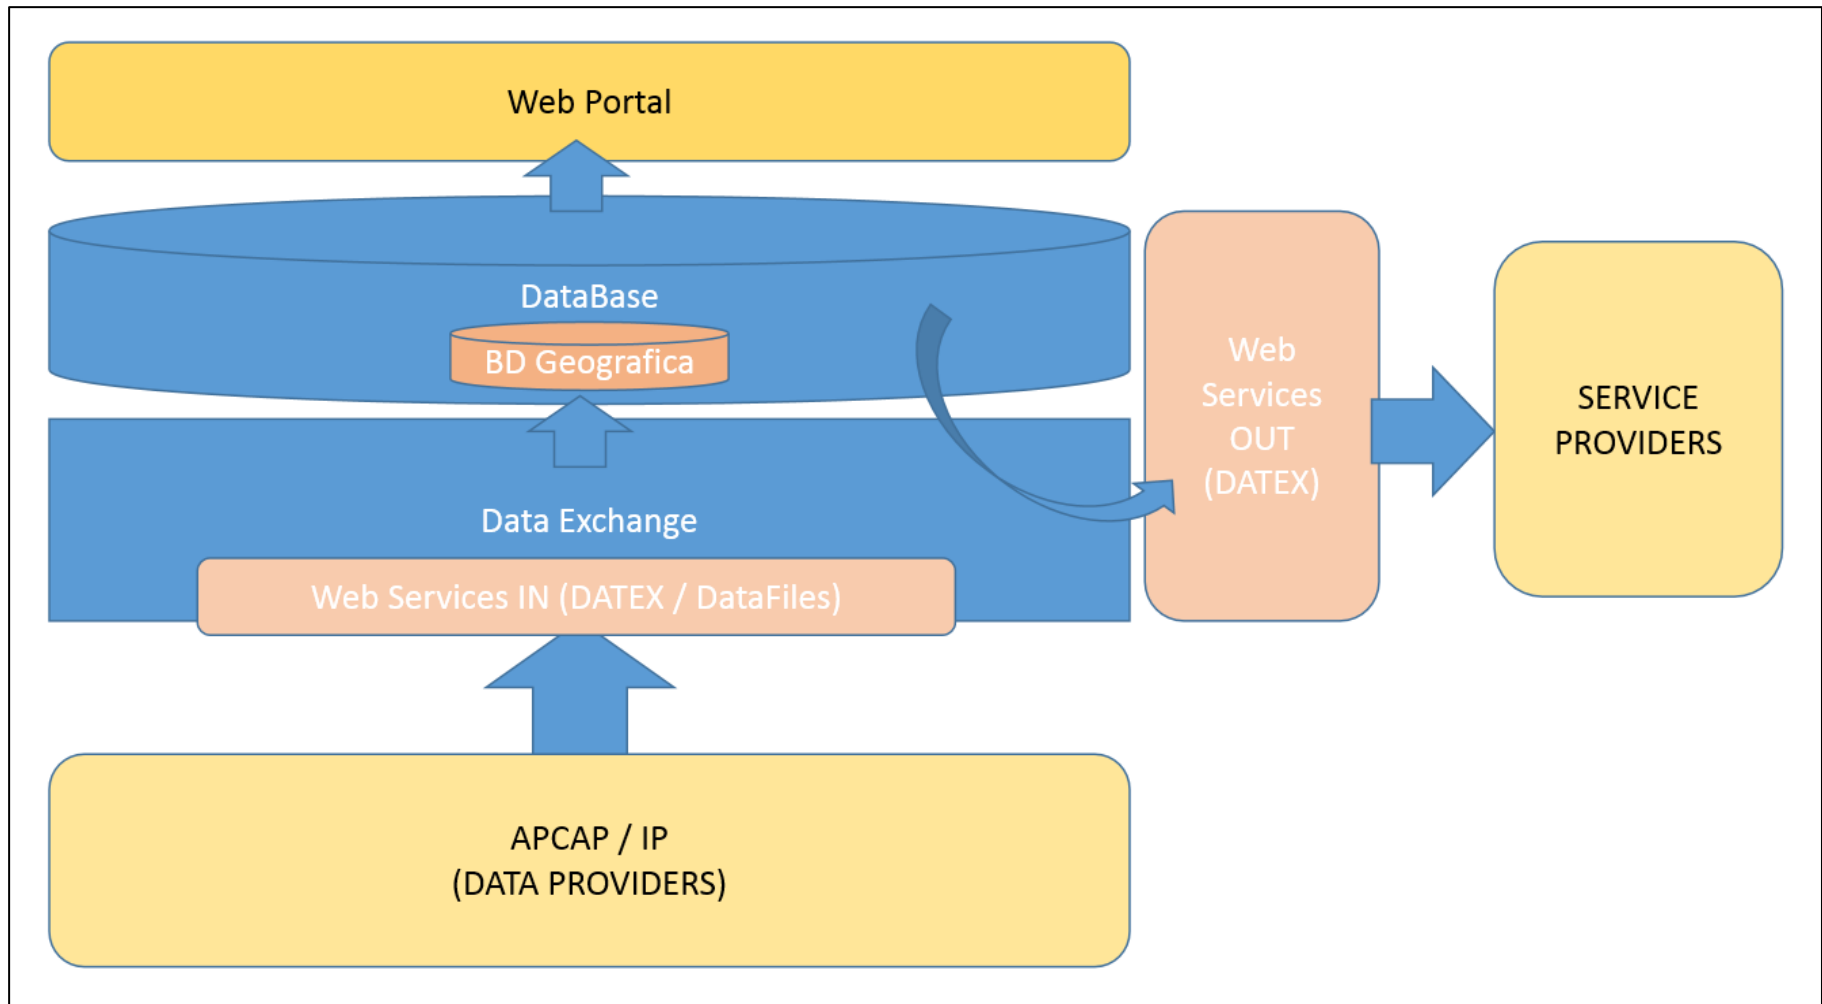 Web Portal
DataBase
BD Geografica
Data Exchange
Web Services IN (DATEX / DataFiles)
APCAP / IP
(DATA PROVIDERS)
Web
Services
OUT
(DATEX)
SERVICE
PROVIDERS